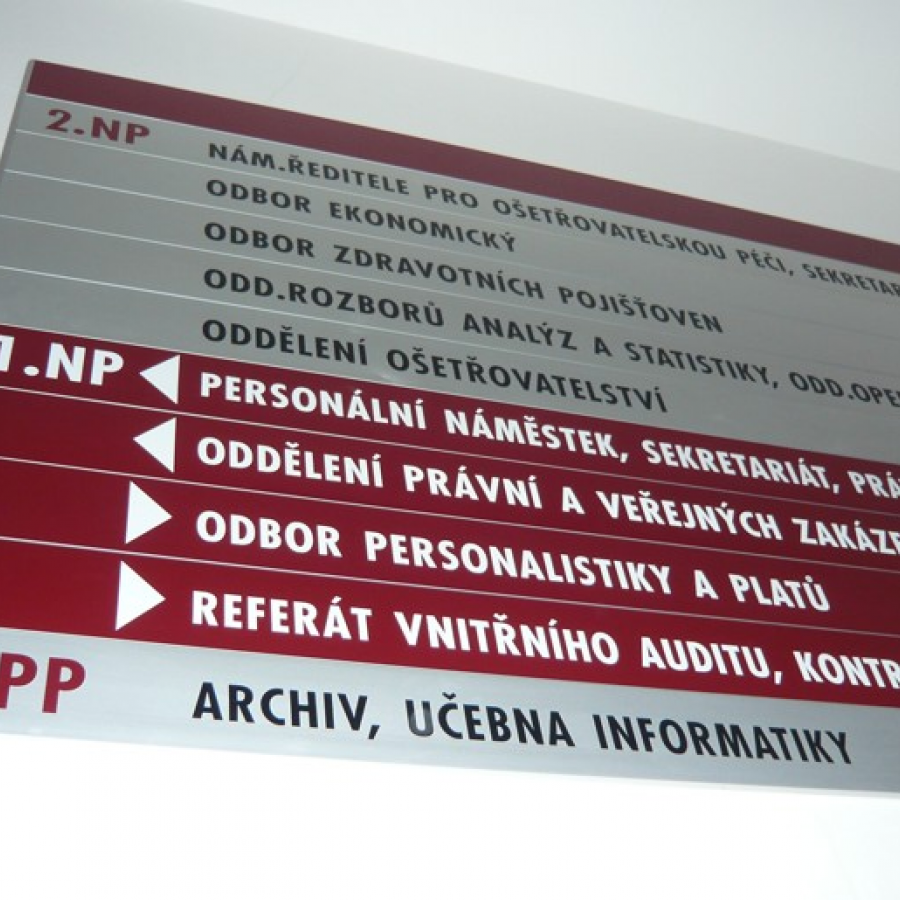 2.NP
NÁM.ŘEDITELE PRO OŠETŘOVATELSKOU PÉČI, SEKRETAR
ODBOR EKONOMICKÝ
ODBOR ZDRAVOTNÍCH POJIŠŤOVEN
ODD.ROZBORŮ ANALÝZ A STATISTIKY, ODD.OPE
ODDĚLENÍ OŠETŘOVATELSTVÍ
1.NP PERSONÁLNÍ NÁMĚSTEK, SEKRETARIÁT, PRÁ
ODDĚLENÍ PRÁVNÍ A VEŘEJNÝCH ZAKÁZE
ODBOR PERSONALISTIKY A PLATŮ
REFERÁT VNITŘNÍHO AUDITU, KONTR
PP ARCHIV, UČEBNA INFORMATIKY